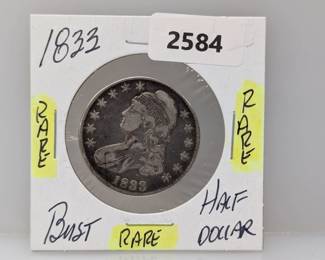 1833
2584
RARE
RARE
1833
BUST
RARE
HALF
DOLLAR